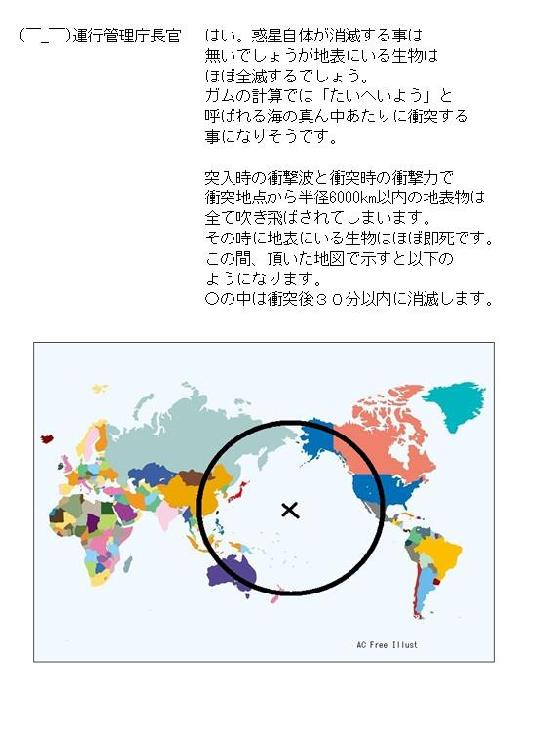 (￣_￣)運行管理庁長官　はい。惑星自体が消滅する事は
無いでしょうが地表にいる生物は
ほぼ全滅するでしょう。
ガムの計算では「たいへいよう」と
呼ばれる海の真ん中あたりに衝突する
事になりそうです。
突入時の衝撃波と衝突時の衝撃力で
衝突地点から半径6000km以内の地表物は
全て吹き飛ばされてしまいます。
その時に地表にいる生物はほぼ即死です。
この間、頂いた地図で示すと以下の
ようになります。
○の中は衝突後３０分以内に消滅します。
AC Free Illust